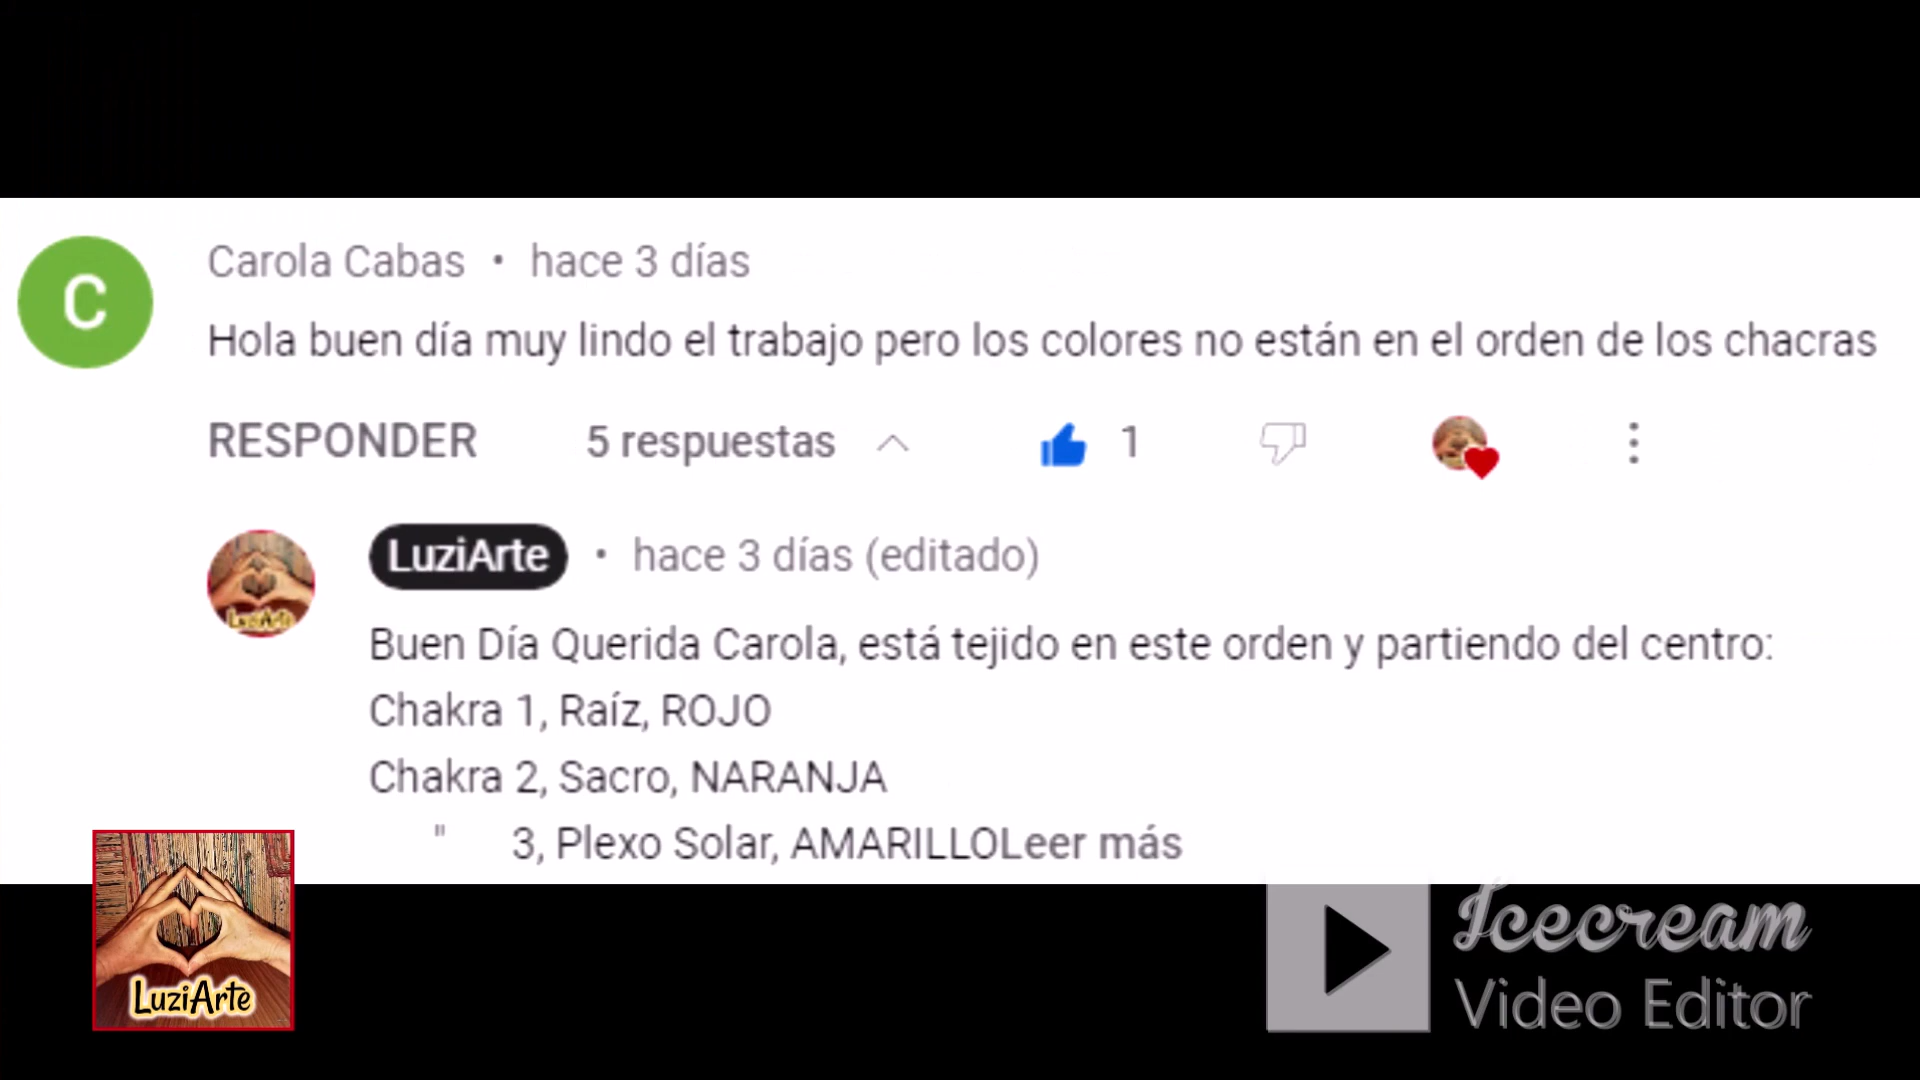 C
Carola Cabas • hace 3 días
Hola buen día muy lindo el trabajo pero los colores no están en el orden de los chacras
RESPONDER 5 respuestas 1
LuziArte • hace 3 días (editado)
LuziArte
Buen Día Querida Carola, está tejido en este orden y partiendo del centro:
Chakra 1, Raíz, ROJO
Chakra 2, Sacro, NARANJA
" 3, Plexo Solar, AMARILLOLeer más
LuziArte
Icecream
Video Editor